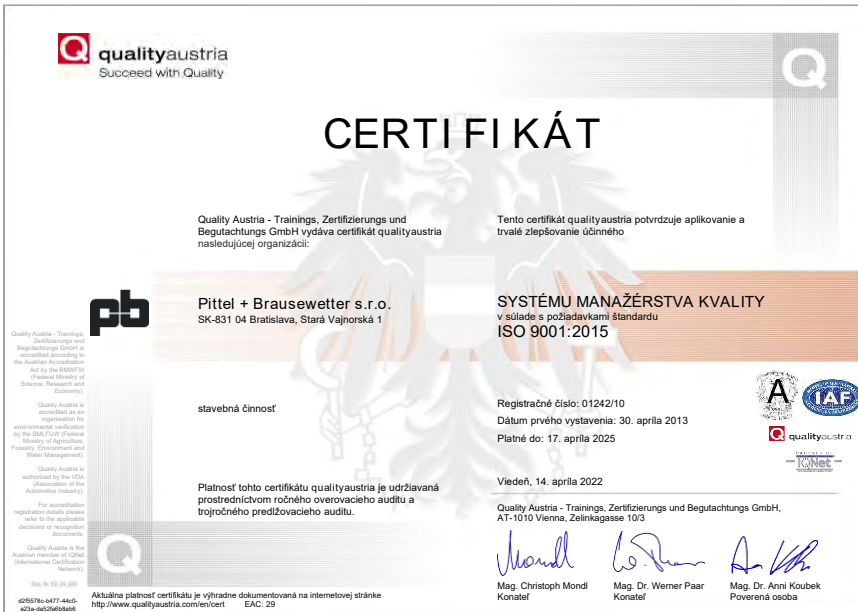 qualityaustria
Succeed with Quality
Q
CERTIFIKÁT
Quality Austria - Trainings, Zertifizierungs und
Begutachtungs GmbH vydáva certifikát qualityaustria
nasledujúcej organizácii:
Tento certifikát qualityaustria potvrdzuje aplikovanie a
trvalé zlepšovanie účinného
pb
Pittel + Brausewetter s.r.o.
SK-831 04 Bratislava, Stará Vajnorská 1
SYSTÉMU MANAŽÉRSTVA KVALITY
v súlade s požiadavkami štandardu
ISO 9001:2015
Quality Austria - Trainings,
Zertifizierungs und
Begutachtungs GmbH is
accredited according to
the Austrian Accreditation
Act by the BMWFW
(Federal Ministry of
Science, Research and
Economy).
Quality Austria is
accredited as an
organisation for
environmental verification
by the BMLFUW (Federal
Ministry of Agriculture,
Forestry, Environment and
Water Management).
Quality Austria is
authorized by the VDA
(Association of the
Automotive Industry).
For accreditation
registration details please
refer to the applicable
decisions or recognition
documents.
Quality Austria is the
Austrian member of IQNet
(International Certification
Network).
stavebná činnosť
Registračné číslo: 01242/10
Dátum prvého vystavenia: 30. apríla 2013
Platné do: 17. apríla 2025
A
IAF
qualityaustria
PARTNER OF
IQNet
Platnosť tohto certifikátu qualityaustria je udržiavaná
prostredníctvom ročného overovacieho auditu a
trojročného predlžovacieho auditu.
Viedeň, 14. apríla 2022
Quality Austria - Trainings, Zertifizierungs und Begutachtungs GmbH,
AT-1010 Vienna, Zelinkagasse 10/3
Q
Mag. Christoph Mondl
Konateľ
Mag. Dr. Werner Paar
Konateľ
Mag. Dr. Anni Koubek
Poverená osoba
Aktuálna platnosť certifikátu je výhradne dokumentovaná na internetovej stránke
http://www.qualityaustria.com/en/cert EAC: 29
d2f5578c-b477-44c0-
a23a-da52fa6b8ab6